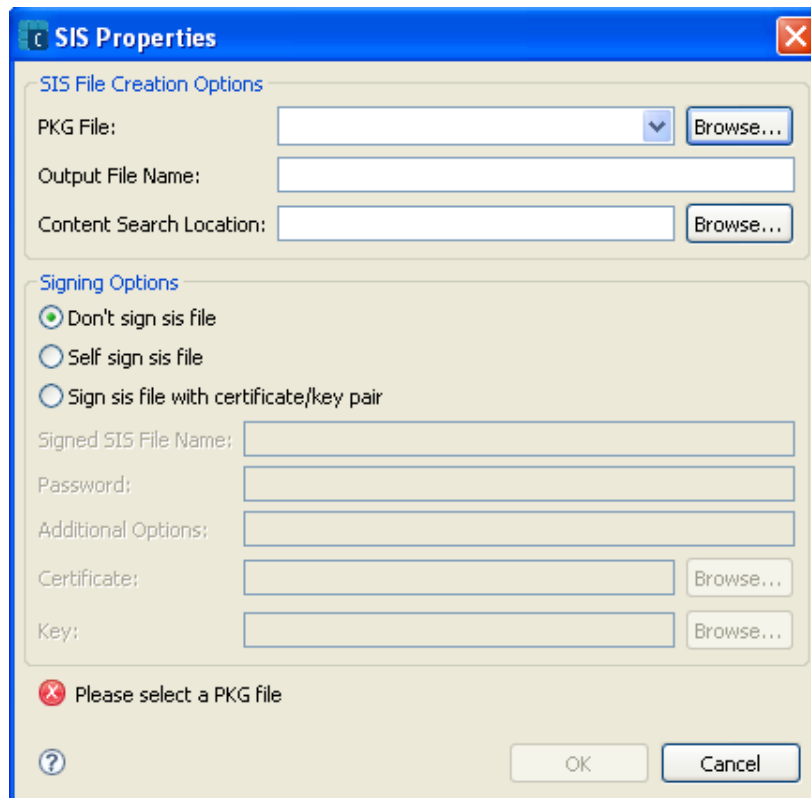 SIS Properties
SIS File Creation Options
PKG File: Browse...
Output File Name:
Content Search Location: Browse...
Signing Options
Don't sign sis file
Self sign sis file
Sign sis file with certificate/key pair
Signed SIS File Name:
Password:
Additional Options:
Certificate: Browse...
Key: Browse...
Please select a PKG file
? OK Cancel